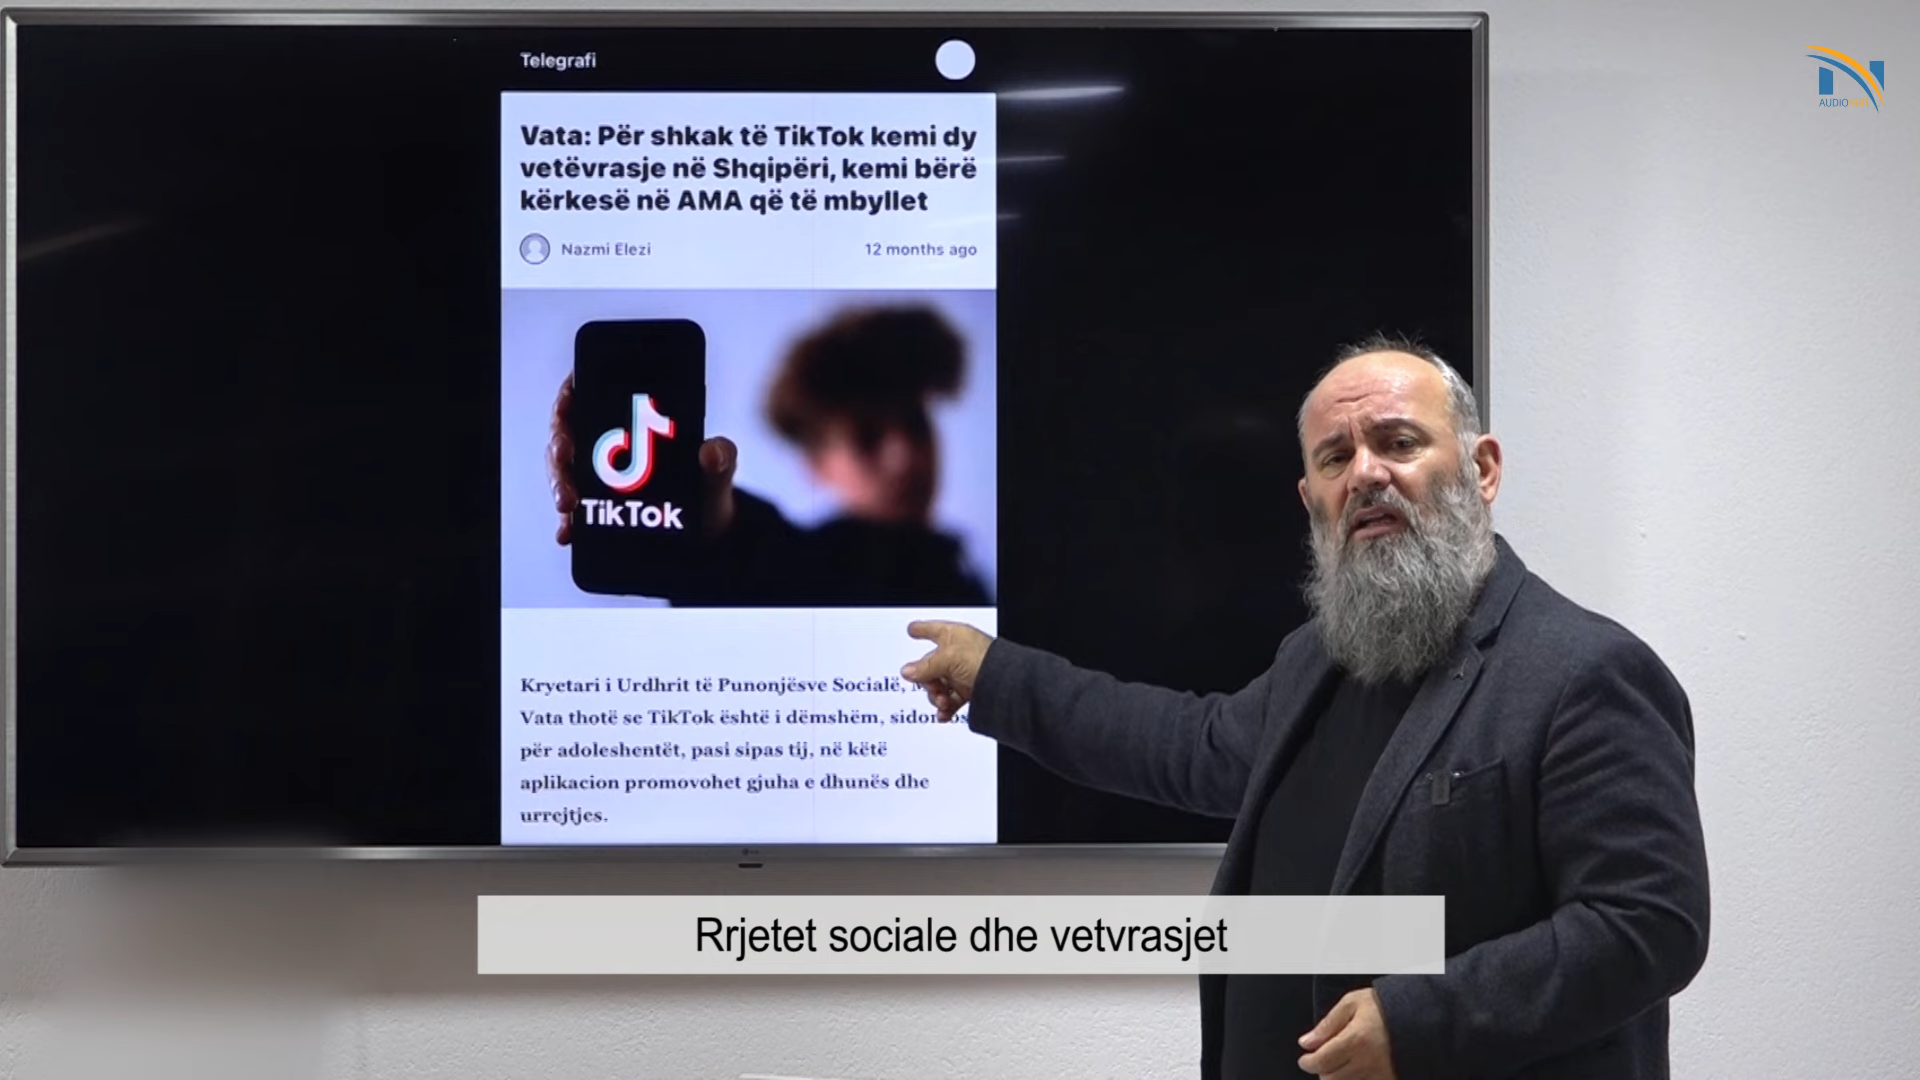 Telegrafi
Vata: Për shkak të TikTok kemi dy
vetëvrasje në Shqipëri, kemi bërë
kërkesë në AMA që të mbyllet
Nazmi Elezi
12 months ago
TikTok
Kryetari i Urdhrit të Punonjësve Socialë,
Vata thotë se TikTok është i dëmshëm,
për adoleshentët, pasi sipas tij, në këtë
aplikacion promovohet gjuha e dhunës dhe
urrejtjes.
Rrjetet sociale dhe vetvrasjet